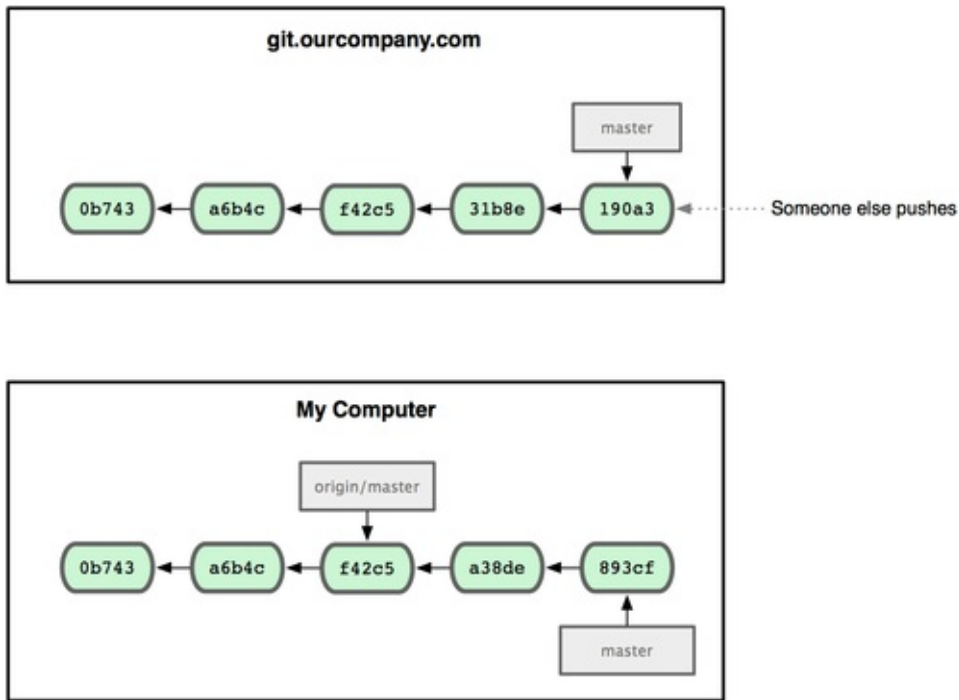 git.ourcompany.com
master
0b743 a6b4c f42c5 31b8e 190a3 Someone else pushes
My Computer
origin/master
0b743 a6b4c f42c5 a38de 893cf
master